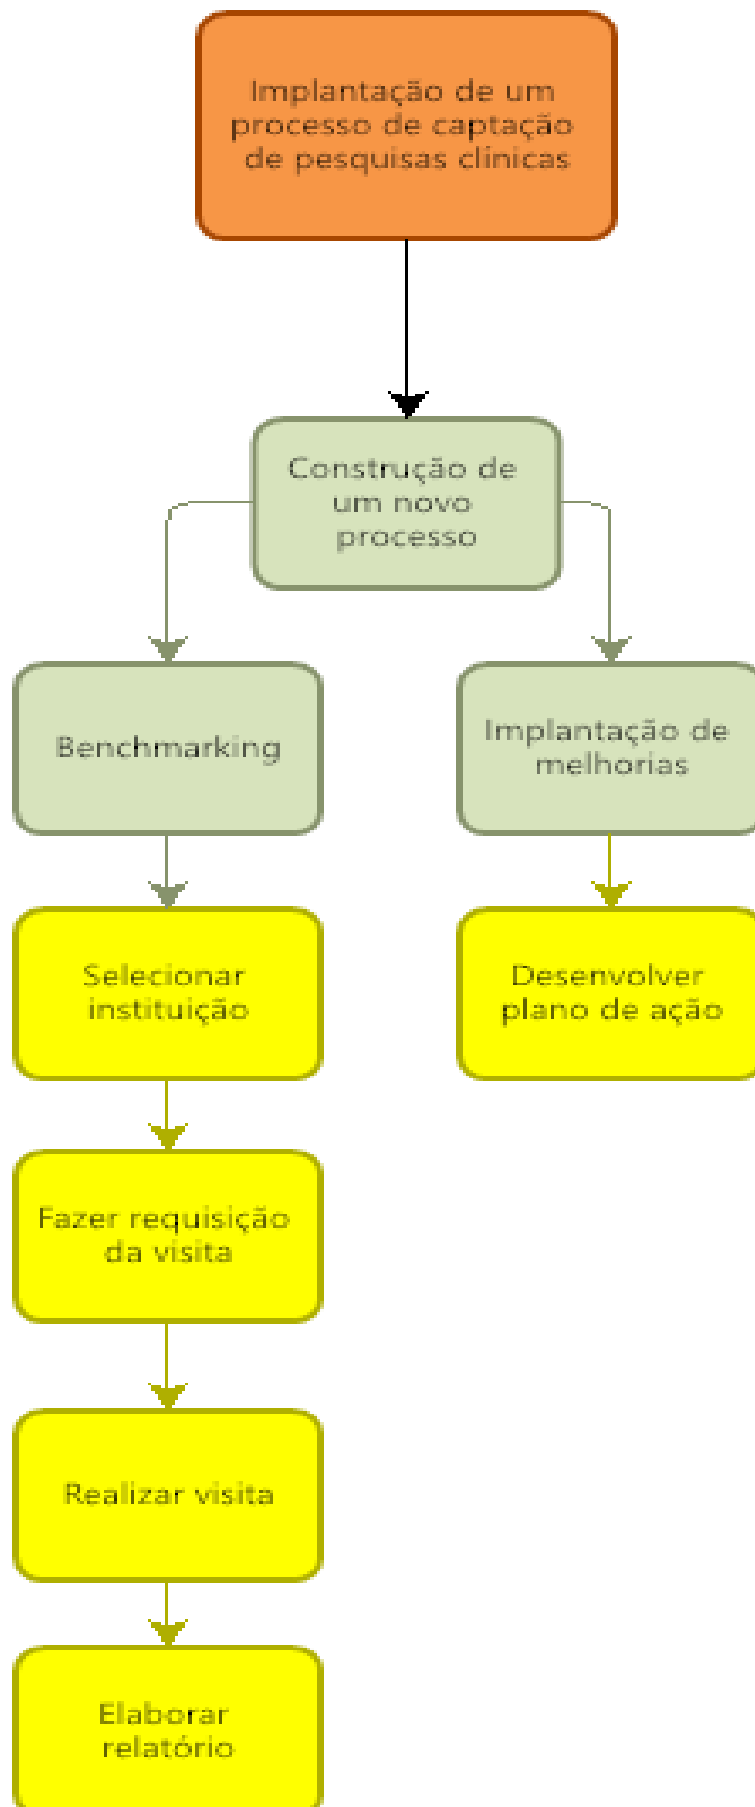 Implantação de um
processo de captação
de pesquisas clínicas
Construção de
um novo
processo
Benchmarking
Implantação de
melhorias
Selecionar
instituição
Desenvolver
plano de ação
Fazer requisição
da visita
Realizar visita
Elaborar
relatório